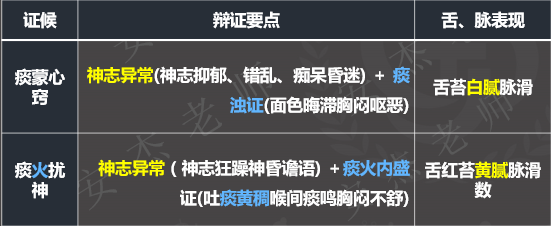 证候 辩证要点 舌、脉表现
痰蒙心窍
神志异常(神志抑郁、错乱、痴呆昏迷) + 痰
浊证(面色晦滞胸闷呕恶)
舌苔白腻脉滑
痰火扰神
神志异常（神志狂躁神昏谵语) +痰火内盛
证(吐痰黄稠喉间痰鸣胸闷不舒)
舌红苔黄腻脉滑
数
安杰老师